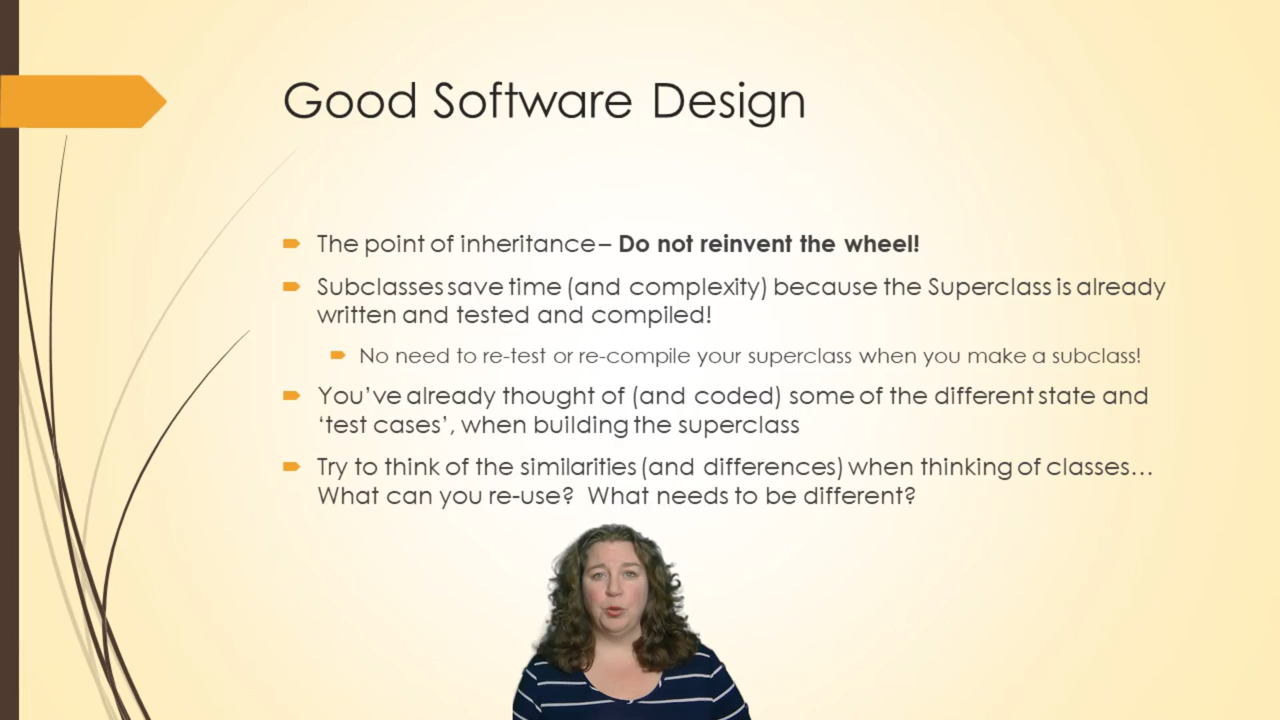 Good Software Design
The point of inheritance – Do not reinvent the wheel!
Subclasses save time (and complexity) because the Superclass is already
written and tested and compiled!
No need to re-test or re-compile your superclass when you make a subclass!
You’ve already thought of (and coded) some of the different state and
‘test cases’, when building the superclass
Try to think of the similarities (and differences) when thinking of classes…
What can you re-use?  What needs to be different?